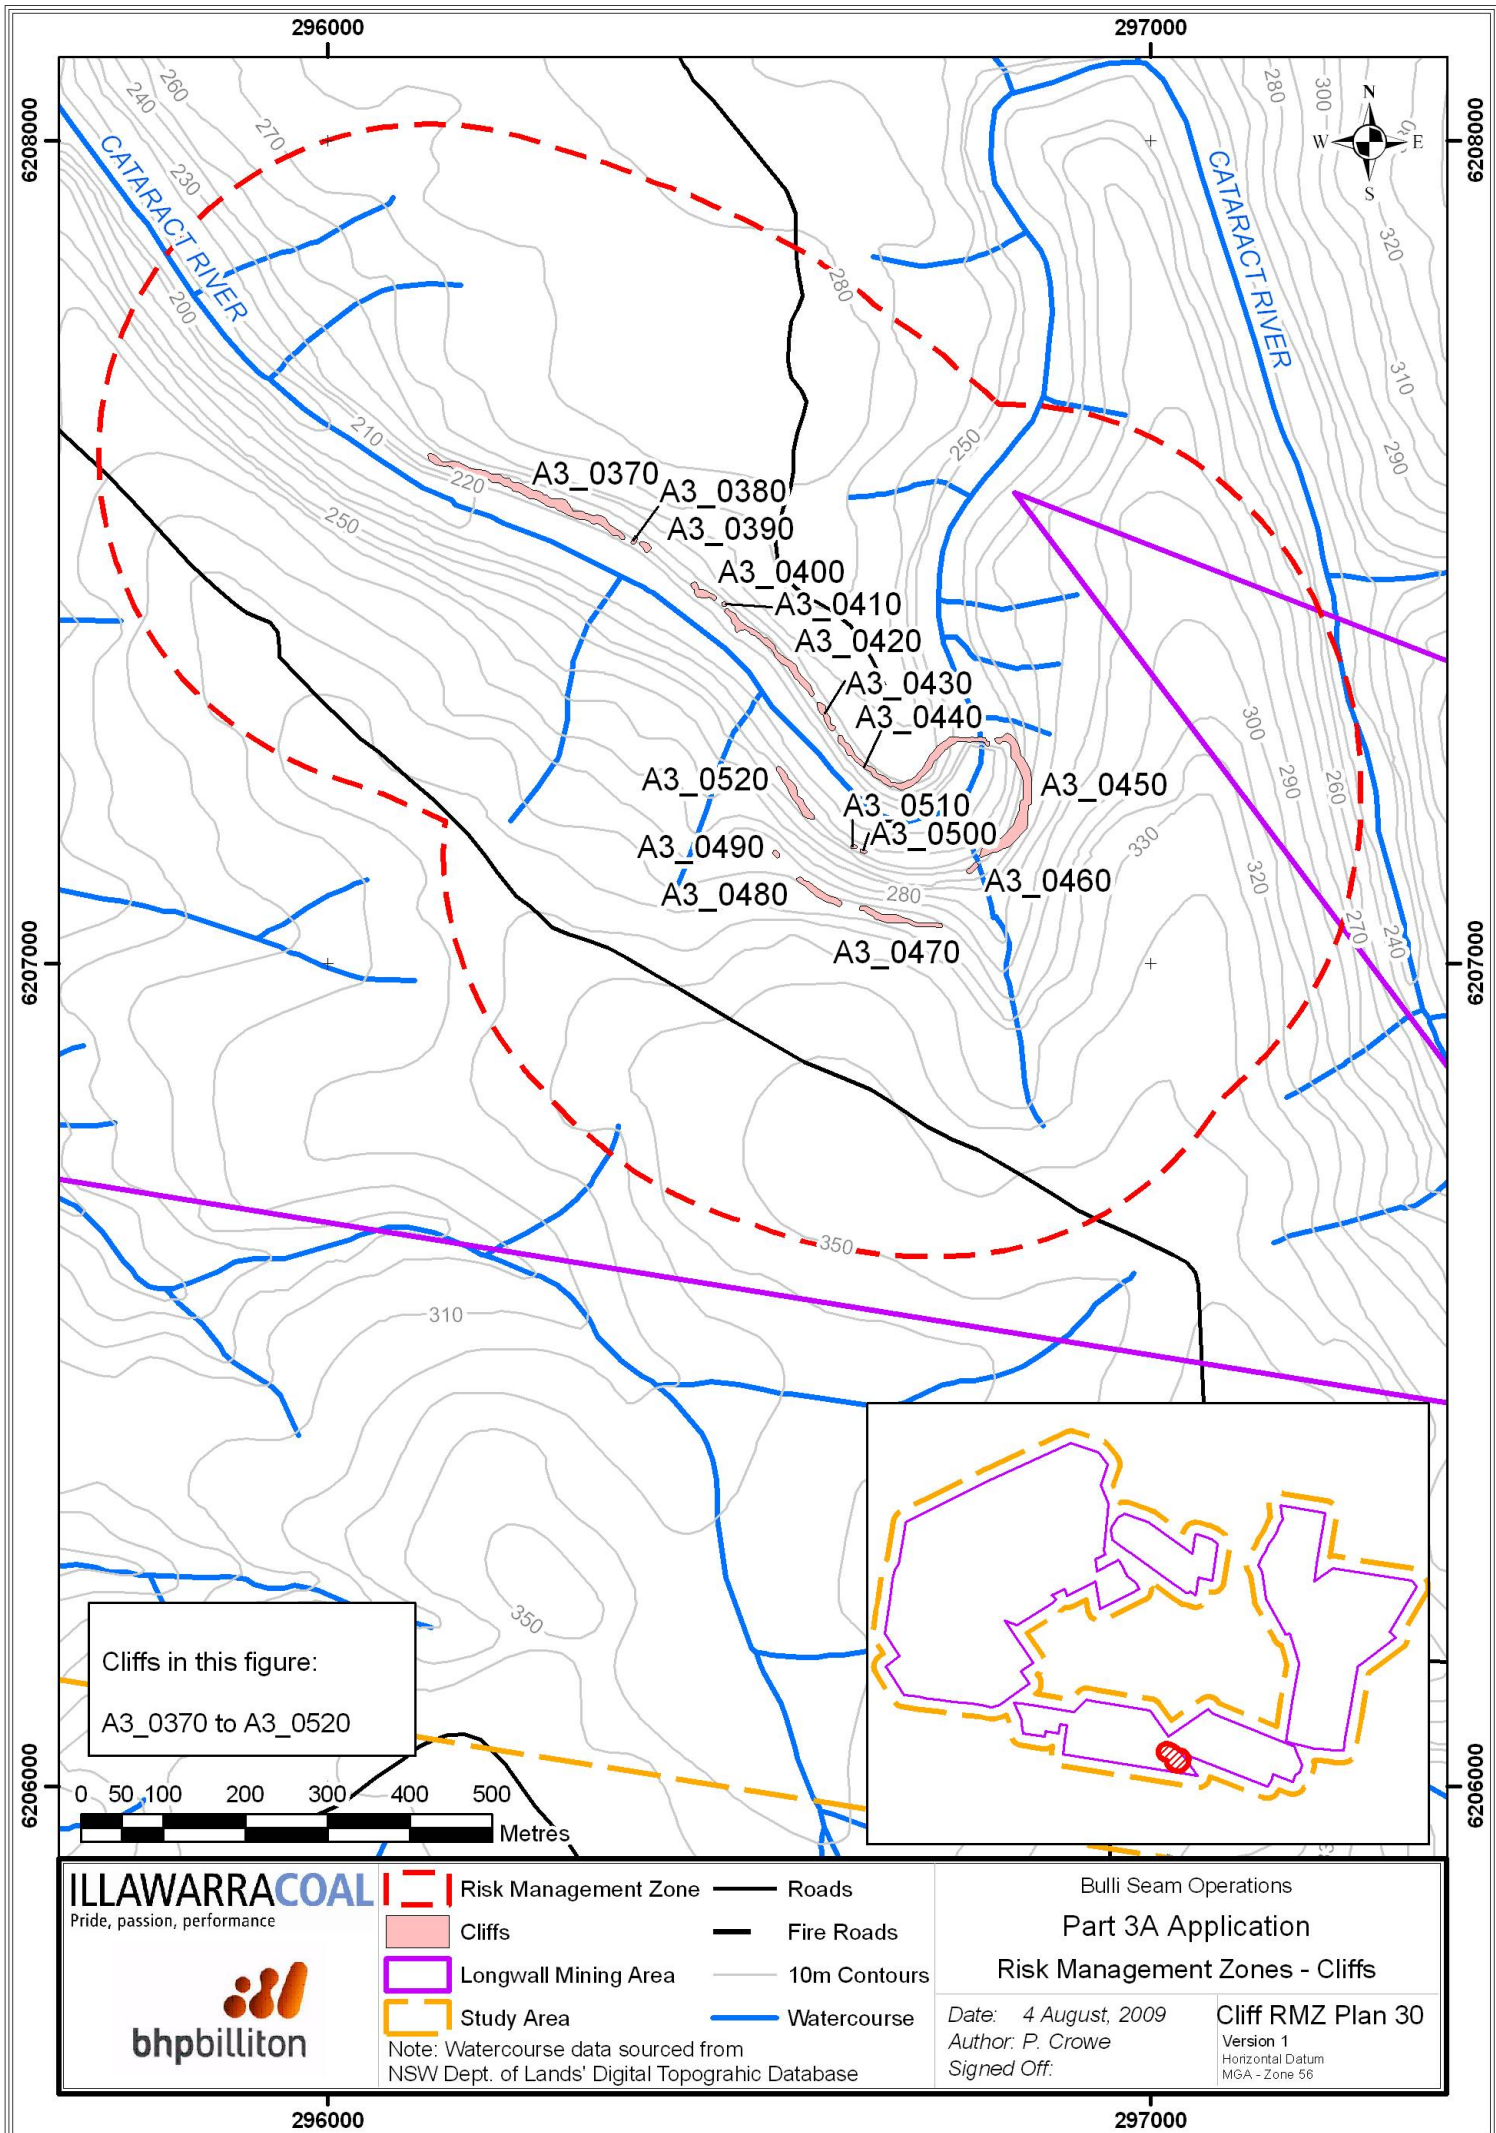 296000
297000
6208000
6208000
260
240
270
230
200
CATARACT RIVER
280
300
320
CATARACT RIVER
N
W
E
S
280
310
290
250
210
220
250
A3_0370
A3_0380
A3_0390
A3_0400
A3_0410
A3_0420
A3_0430
A3_0440
A3_0450
A3_0520
A3_0510
A3_0500
A3_0490
A3_0480
A3_0460
A3_0470
280
300
290
260
330
320
270
240
6207000
6207000
350
310
350
Cliffs in this figure:
A3_0370 to A3_0520
6206000
6206000
0 50 100 200 300 400 500
Metres
ILLAWARRACOAL
Pride, passion, performance
bhpbilliton
Risk Management Zone
Cliffs
Longwall Mining Area
Study Area
Roads
Fire Roads
10m Contours
Watercourse
Note: Watercourse data sourced from
NSW Dept. of Lands' Digital Topograhic Database
Bulli Seam Operations
Part 3A Application
Risk Management Zones - Cliffs
Date: 4 August, 2009
Author: P. Crowe
Signed Off:
Cliff RMZ Plan 30
Version 1
Horizontal Datum
MGA - Zone 56
296000
297000